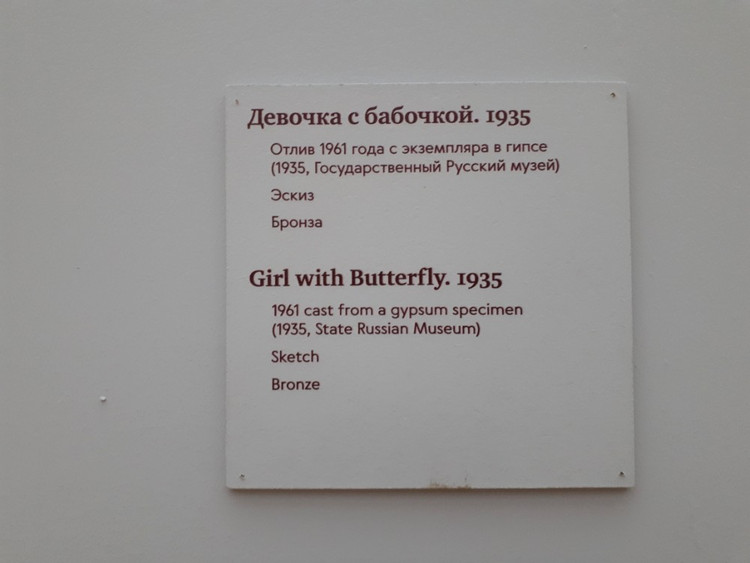 Девочка с бабочкой. 1935
Отлив 1961 года с экземпляра в гипсе
(1935, Государственный Русский музей)
Эскиз
Бронза
Girl with Butterfly. 1935
1961 cast from a gypsum specimen
(1935, State Russian Museum)
Sketch
Bronze